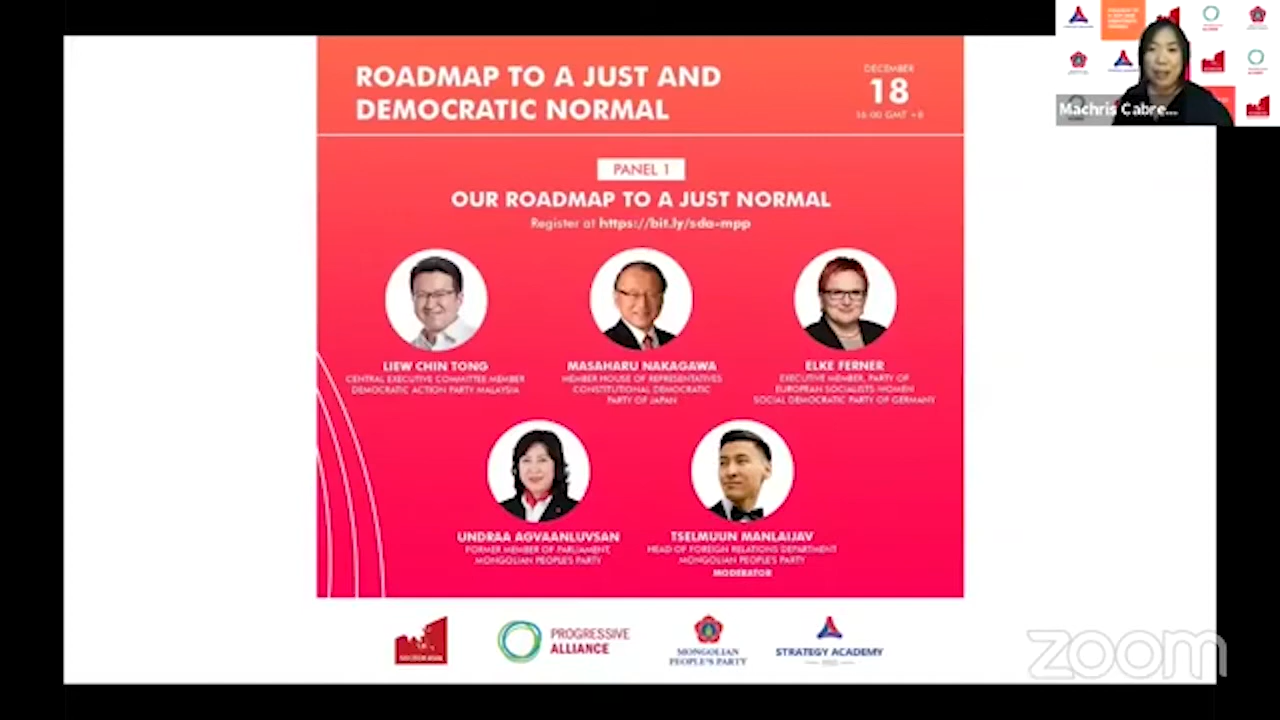 ROADMAP TO A JUST AND
DEMOCRATIC NORMAL
DECEMBER
18
16:00 GMT +8
Machris Cabre...
PANEL 1
OUR ROADMAP TO A JUST NORMAL
Register at https://bit.ly/sda-mpp
LIEW CHIN TONG
CENTRAL EXECUTIVE COMMITTEE MEMBER
DEMOCRATIC ACTION PARTY MALAYSIA
MASAHARU NAKAGAWA
MEMBER HOUSE OF REPRESENTATIVES
CONSTITUTIONAL DEMOCRATIC
PARTY OF JAPAN
ELKE FERNER
EXECUTIVE MEMBER, PARTY OF
EUROPEAN SOCIALISTS WOMEN
SOCIAL DEMOCRATIC PARTY OF GERMANY
UNDRAA AGVAANLUVSAN
FORMER MEMBER OF PARLIAMENT,
MONGOLIAN PEOPLE'S PARTY
TSELMUUN MANLAIJAV
HEAD OF FOREIGN RELATIONS DEPARTMENT
MONGOLIAN PEOPLE'S PARTY
MODERATOR
PROGRESSIVE
ALLIANCE
MONGOLIAN
PEOPLE'S PARTY
STRATEGY ACADEMY
zoom